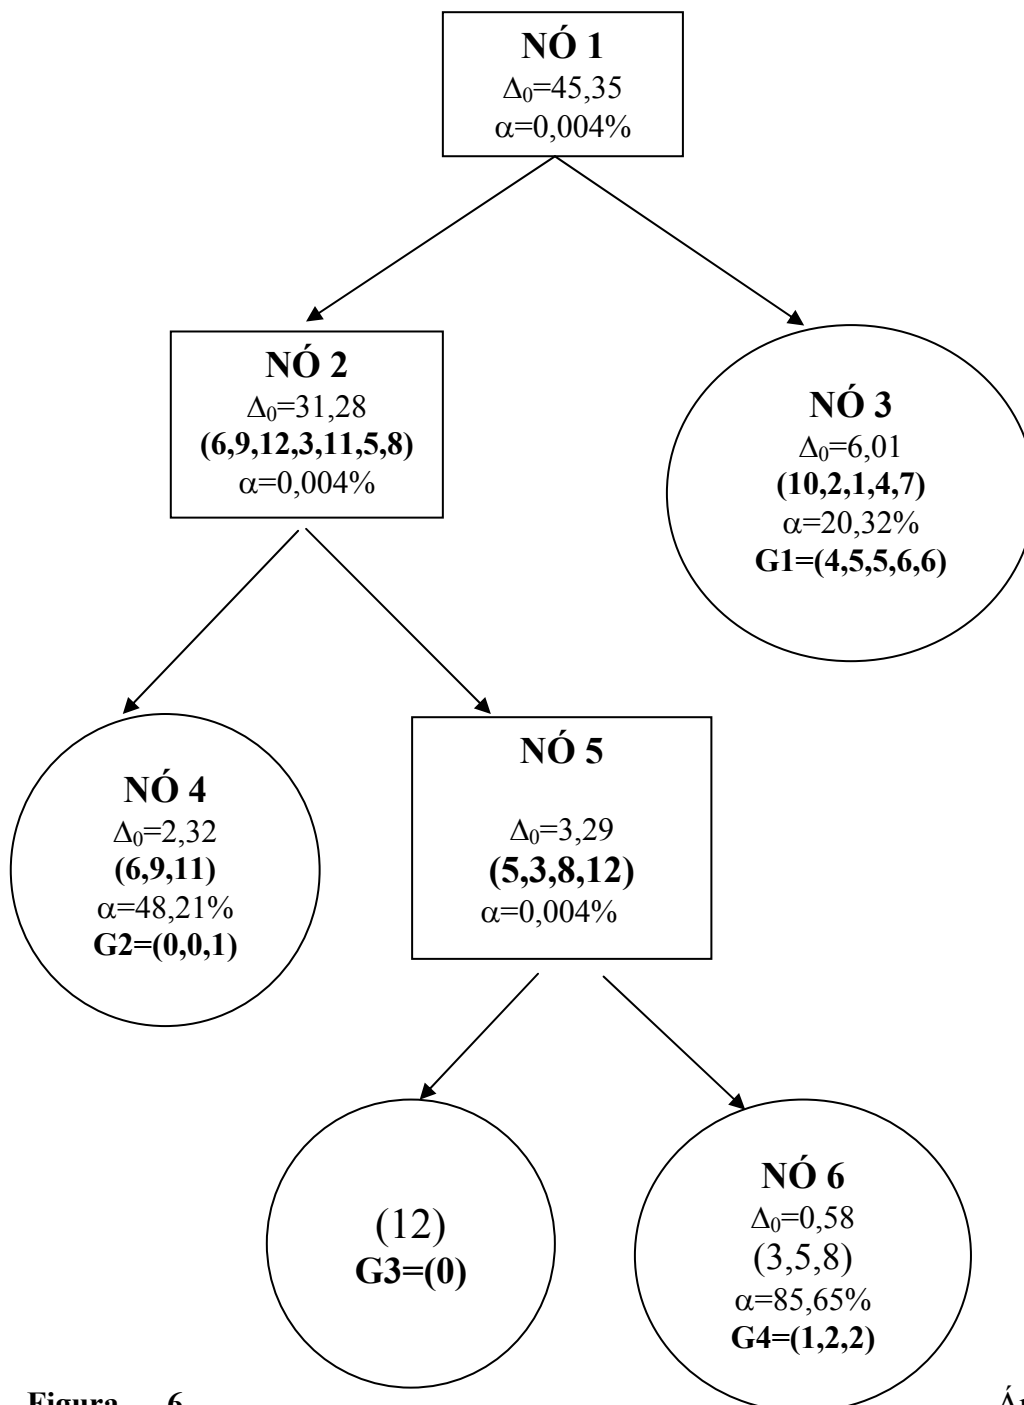 NÓ 1
Δ₀=45,35
α=0,004%
NÓ 2
Δ₀=31,28
(6,9,12,3,11,5,8)
α=0,004%
NÓ 3
Δ₀=6,01
(10,2,1,4,7)
α=20,32%
G1=(4,5,5,6,6)
NÓ 4
Δ₀=2,32
(6,9,11)
α=48,21%
G2=(0,0,1)
NÓ 5
Δ₀=3,29
(5,3,8,12)
α=0,004%
(12)
G3=(0)
NÓ 6
Δ₀=0,58
(3,5,8)
α=85,65%
G4=(1,2,2)
Figura 6